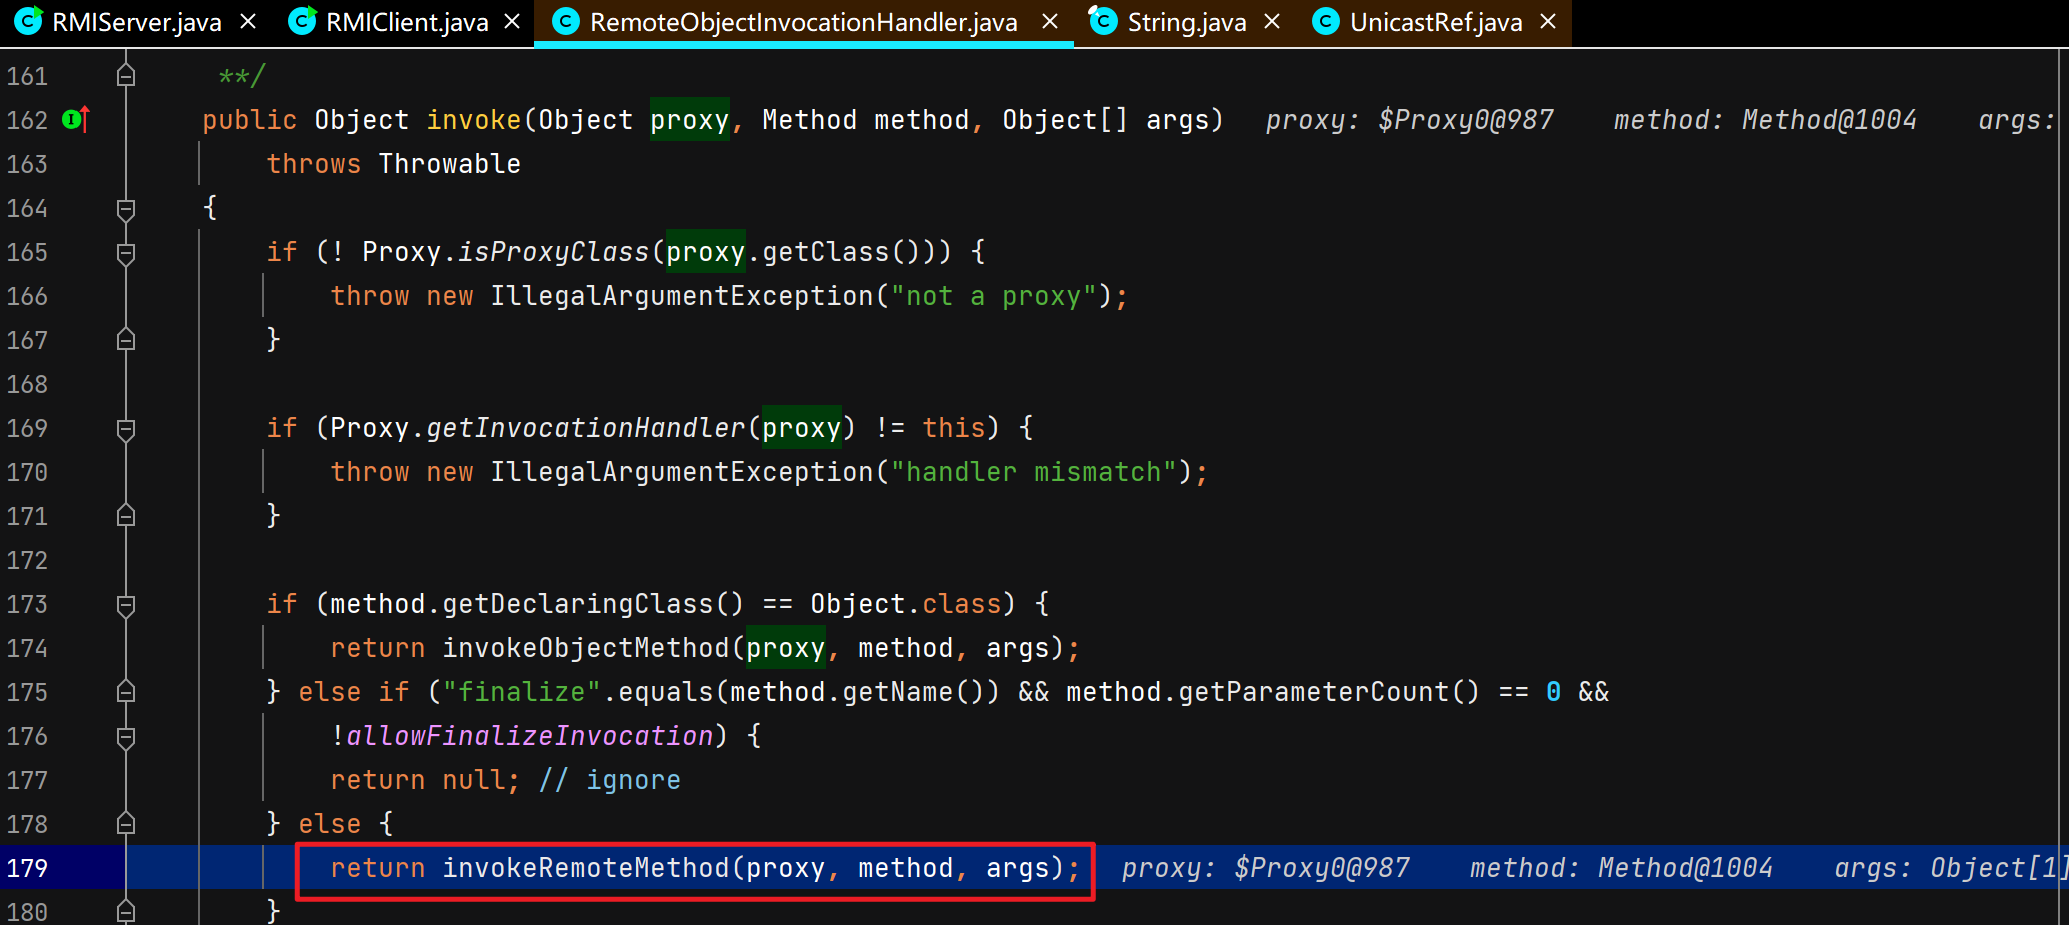 RMIServer.java RMIClient.java RemoteObjectInvocationHandler.java String.java UnicastRef.java
161 **/
162 public Object invoke(Object proxy, Method method, Object[] args) proxy: $Proxy0@987 method: Method@1004 args:
163 throws Throwable
164 {
165 if (! Proxy.isProxyClass(proxy.getClass())) {
166 throw new IllegalArgumentException("not a proxy");
167 }
168
169 if (Proxy.getInvocationHandler(proxy) != this) {
170 throw new IllegalArgumentException("handler mismatch");
171 }
172
173 if (method.getDeclaringClass() == Object.class) {
174 return invokeObjectMethod(proxy, method, args);
175 } else if ("finalize".equals(method.getName()) && method.getParameterCount() == 0 &&
176 !allowFinalizeInvocation) {
177 return null; // ignore
178 } else {
179 return invokeRemoteMethod(proxy, method, args); proxy: $Proxy0@987 method: Method@1004 args: Object[1]
180 }